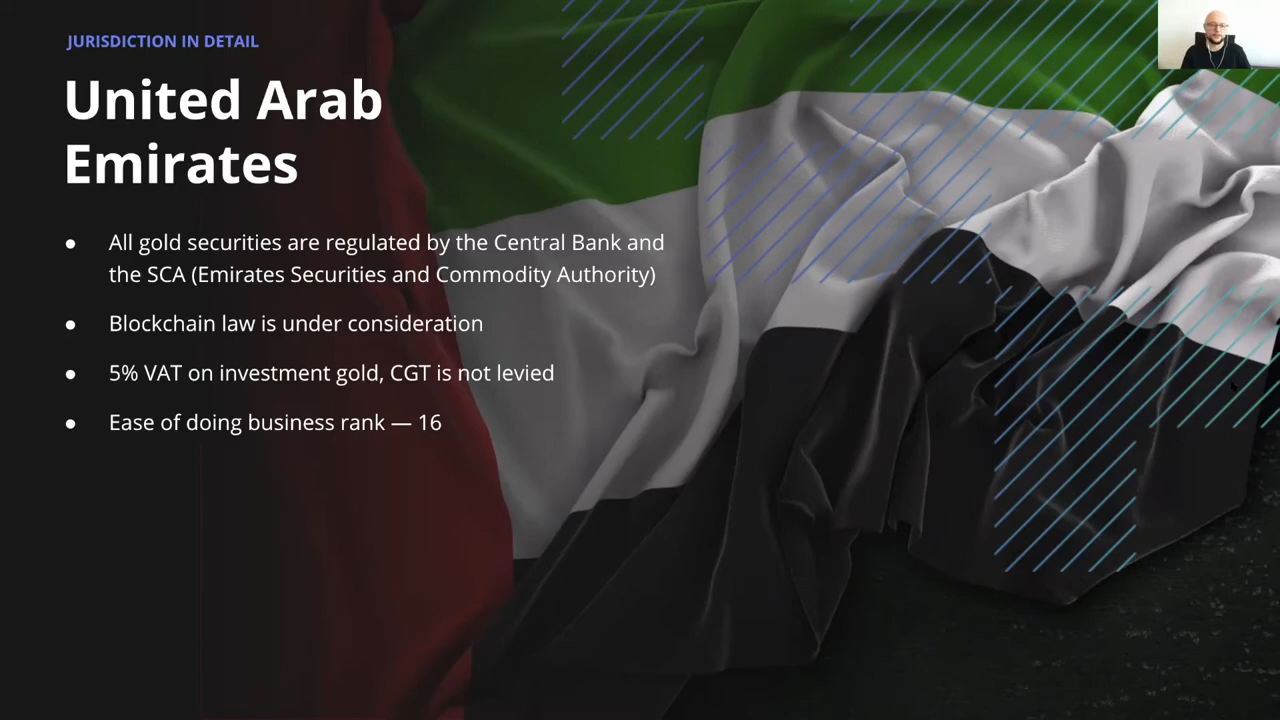 JURISDICTION IN DETAIL
United Arab
Emirates
● All gold securities are regulated by the Central Bank and
the SCA (Emirates Securities and Commodity Authority)
● Blockchain law is under consideration
● 5% VAT on investment gold, CGT is not levied
● Ease of doing business rank — 16